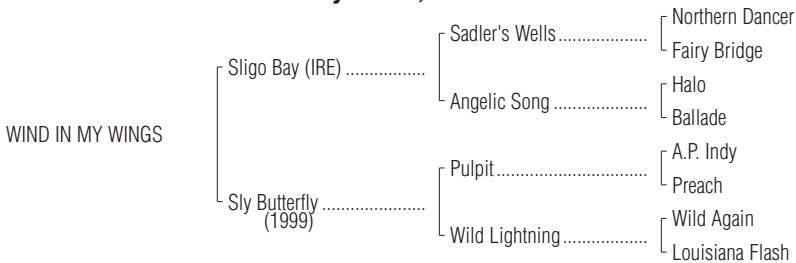 Northern Dancer
Sadler's Wells....................
Fairy Bridge
Sligo Bay (IRE) ................
Halo
Angelic Song .....................
Ballade
WIND IN MY WINGS
A.P. Indy
Pulpit..................................
Preach
Sly Butterfly .....................
(1999)
Wild Again
Wild Lightning...................
Louisiana Flash